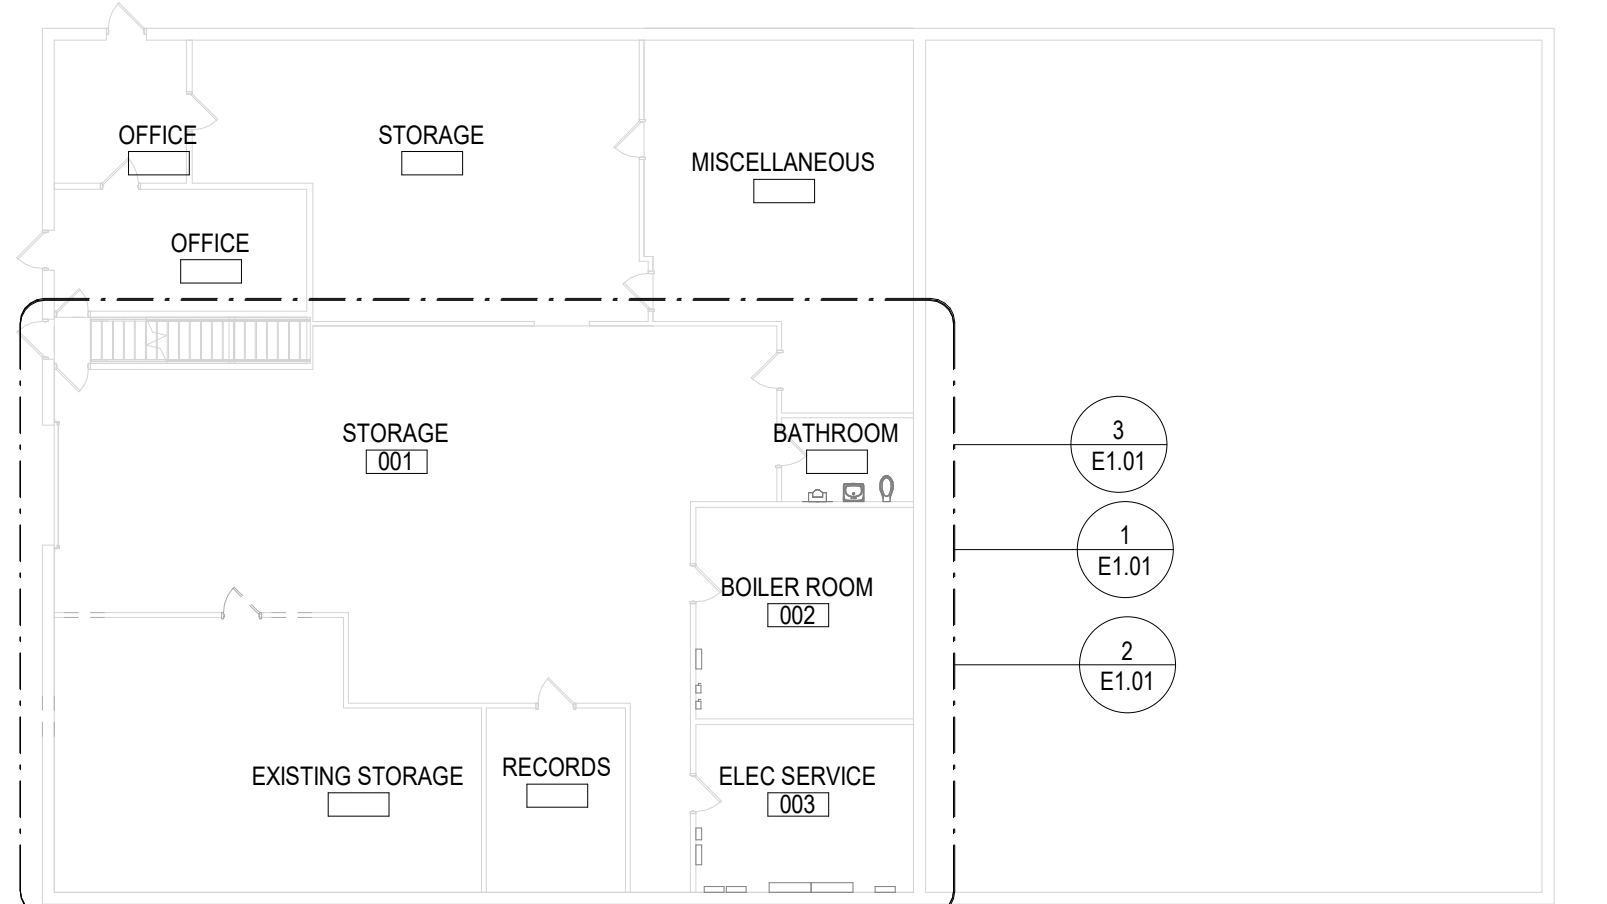 OFFICE
STORAGE
MISCELLANEOUS
OFFICE
STORAGE
001
BATHROOM
3
E1.01
1
E1.01
BOILER ROOM
002
2
E1.01
EXISTING STORAGE
RECORDS
ELEC SERVICE
003